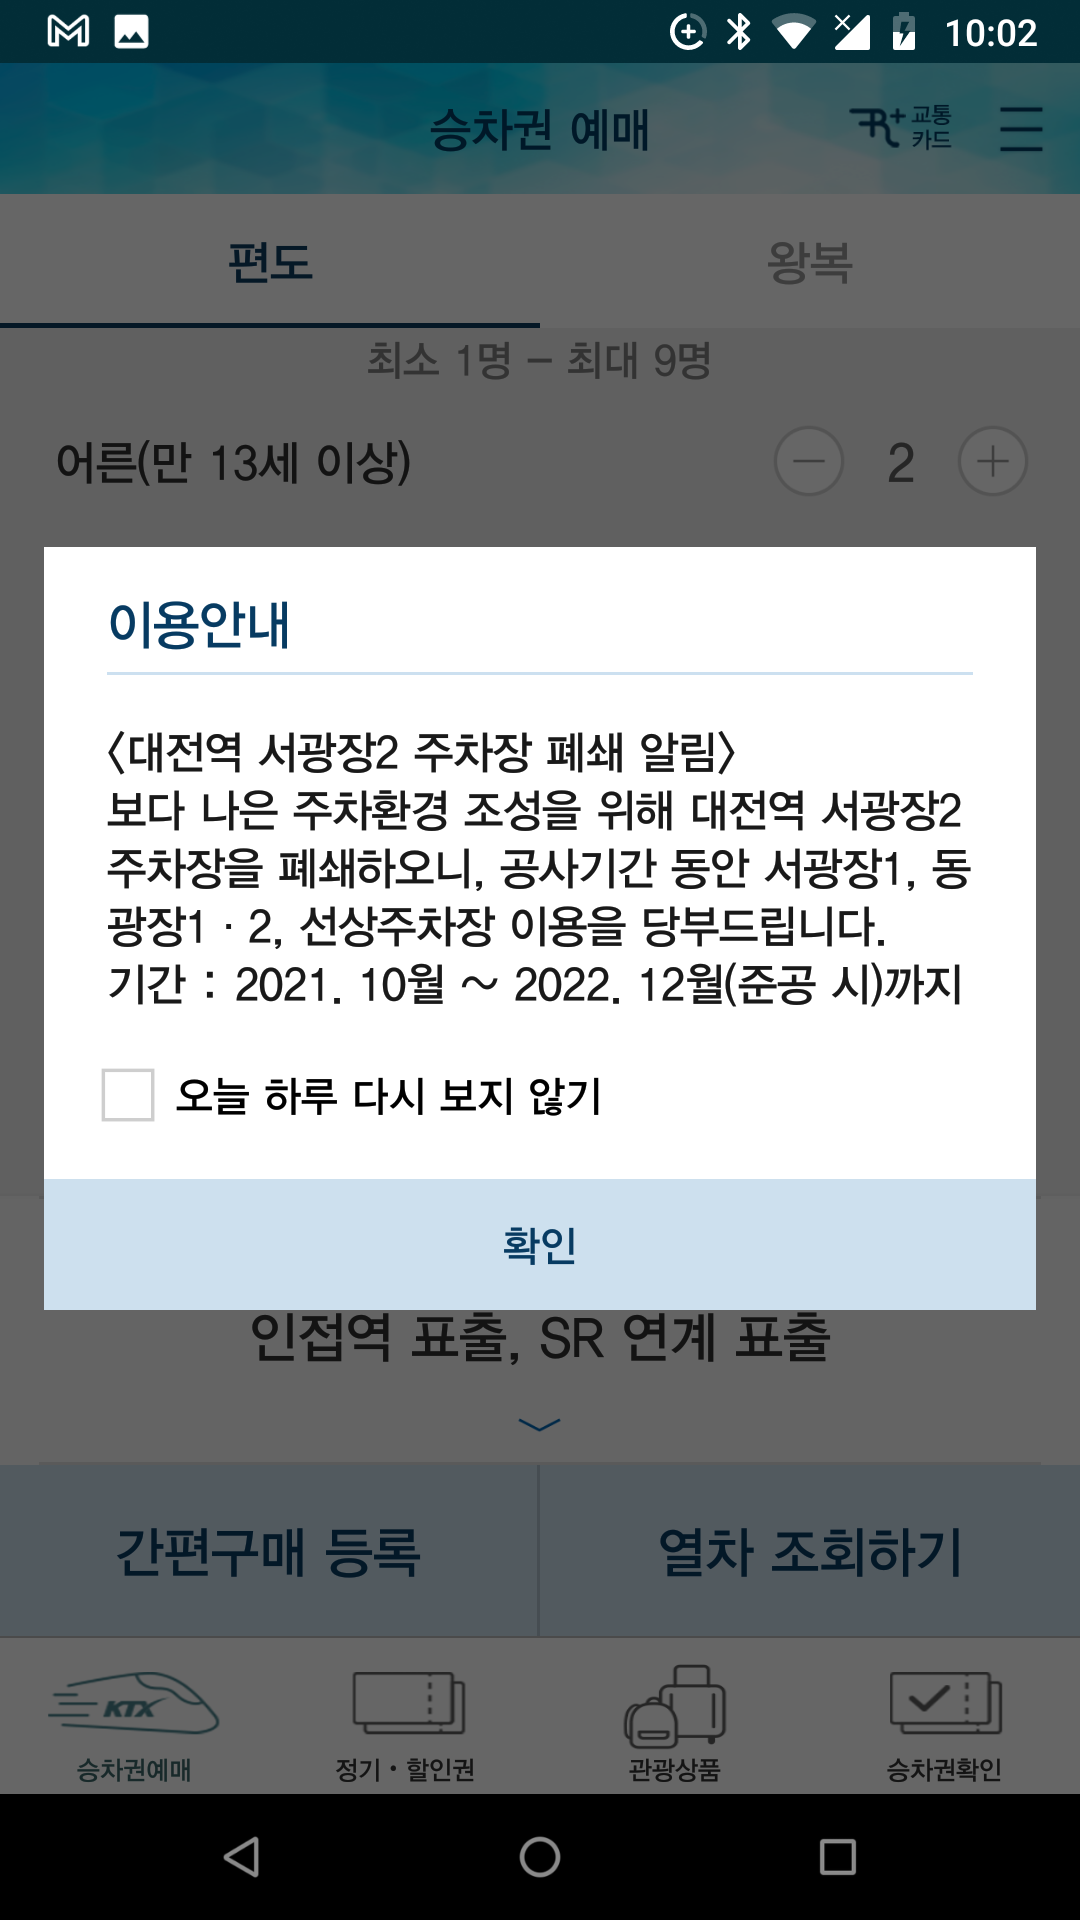 10:02
승차권 예매
교통
카드
편도
왕복
최소 1명 - 최대 9명
어른(만 13세 이상)
2
이용안내
<대전역 서광장2 주차장 폐쇄 알림>
보다 나은 주차환경 조성을 위해 대전역 서광장2
주차장을 폐쇄하오니, 공사기간 동안 서광장1, 동
광장1 · 2, 선상주차장 이용을 당부드립니다.
기간 : 2021. 10월 ~ 2022. 12월(준공 시)까지
오늘 하루 다시 보지 않기
확인
인접역 표출, SR 연계 표출
간편구매 등록
열차 조회하기
KTX
승차권예매
정기 · 할인권
관광상품
승차권확인